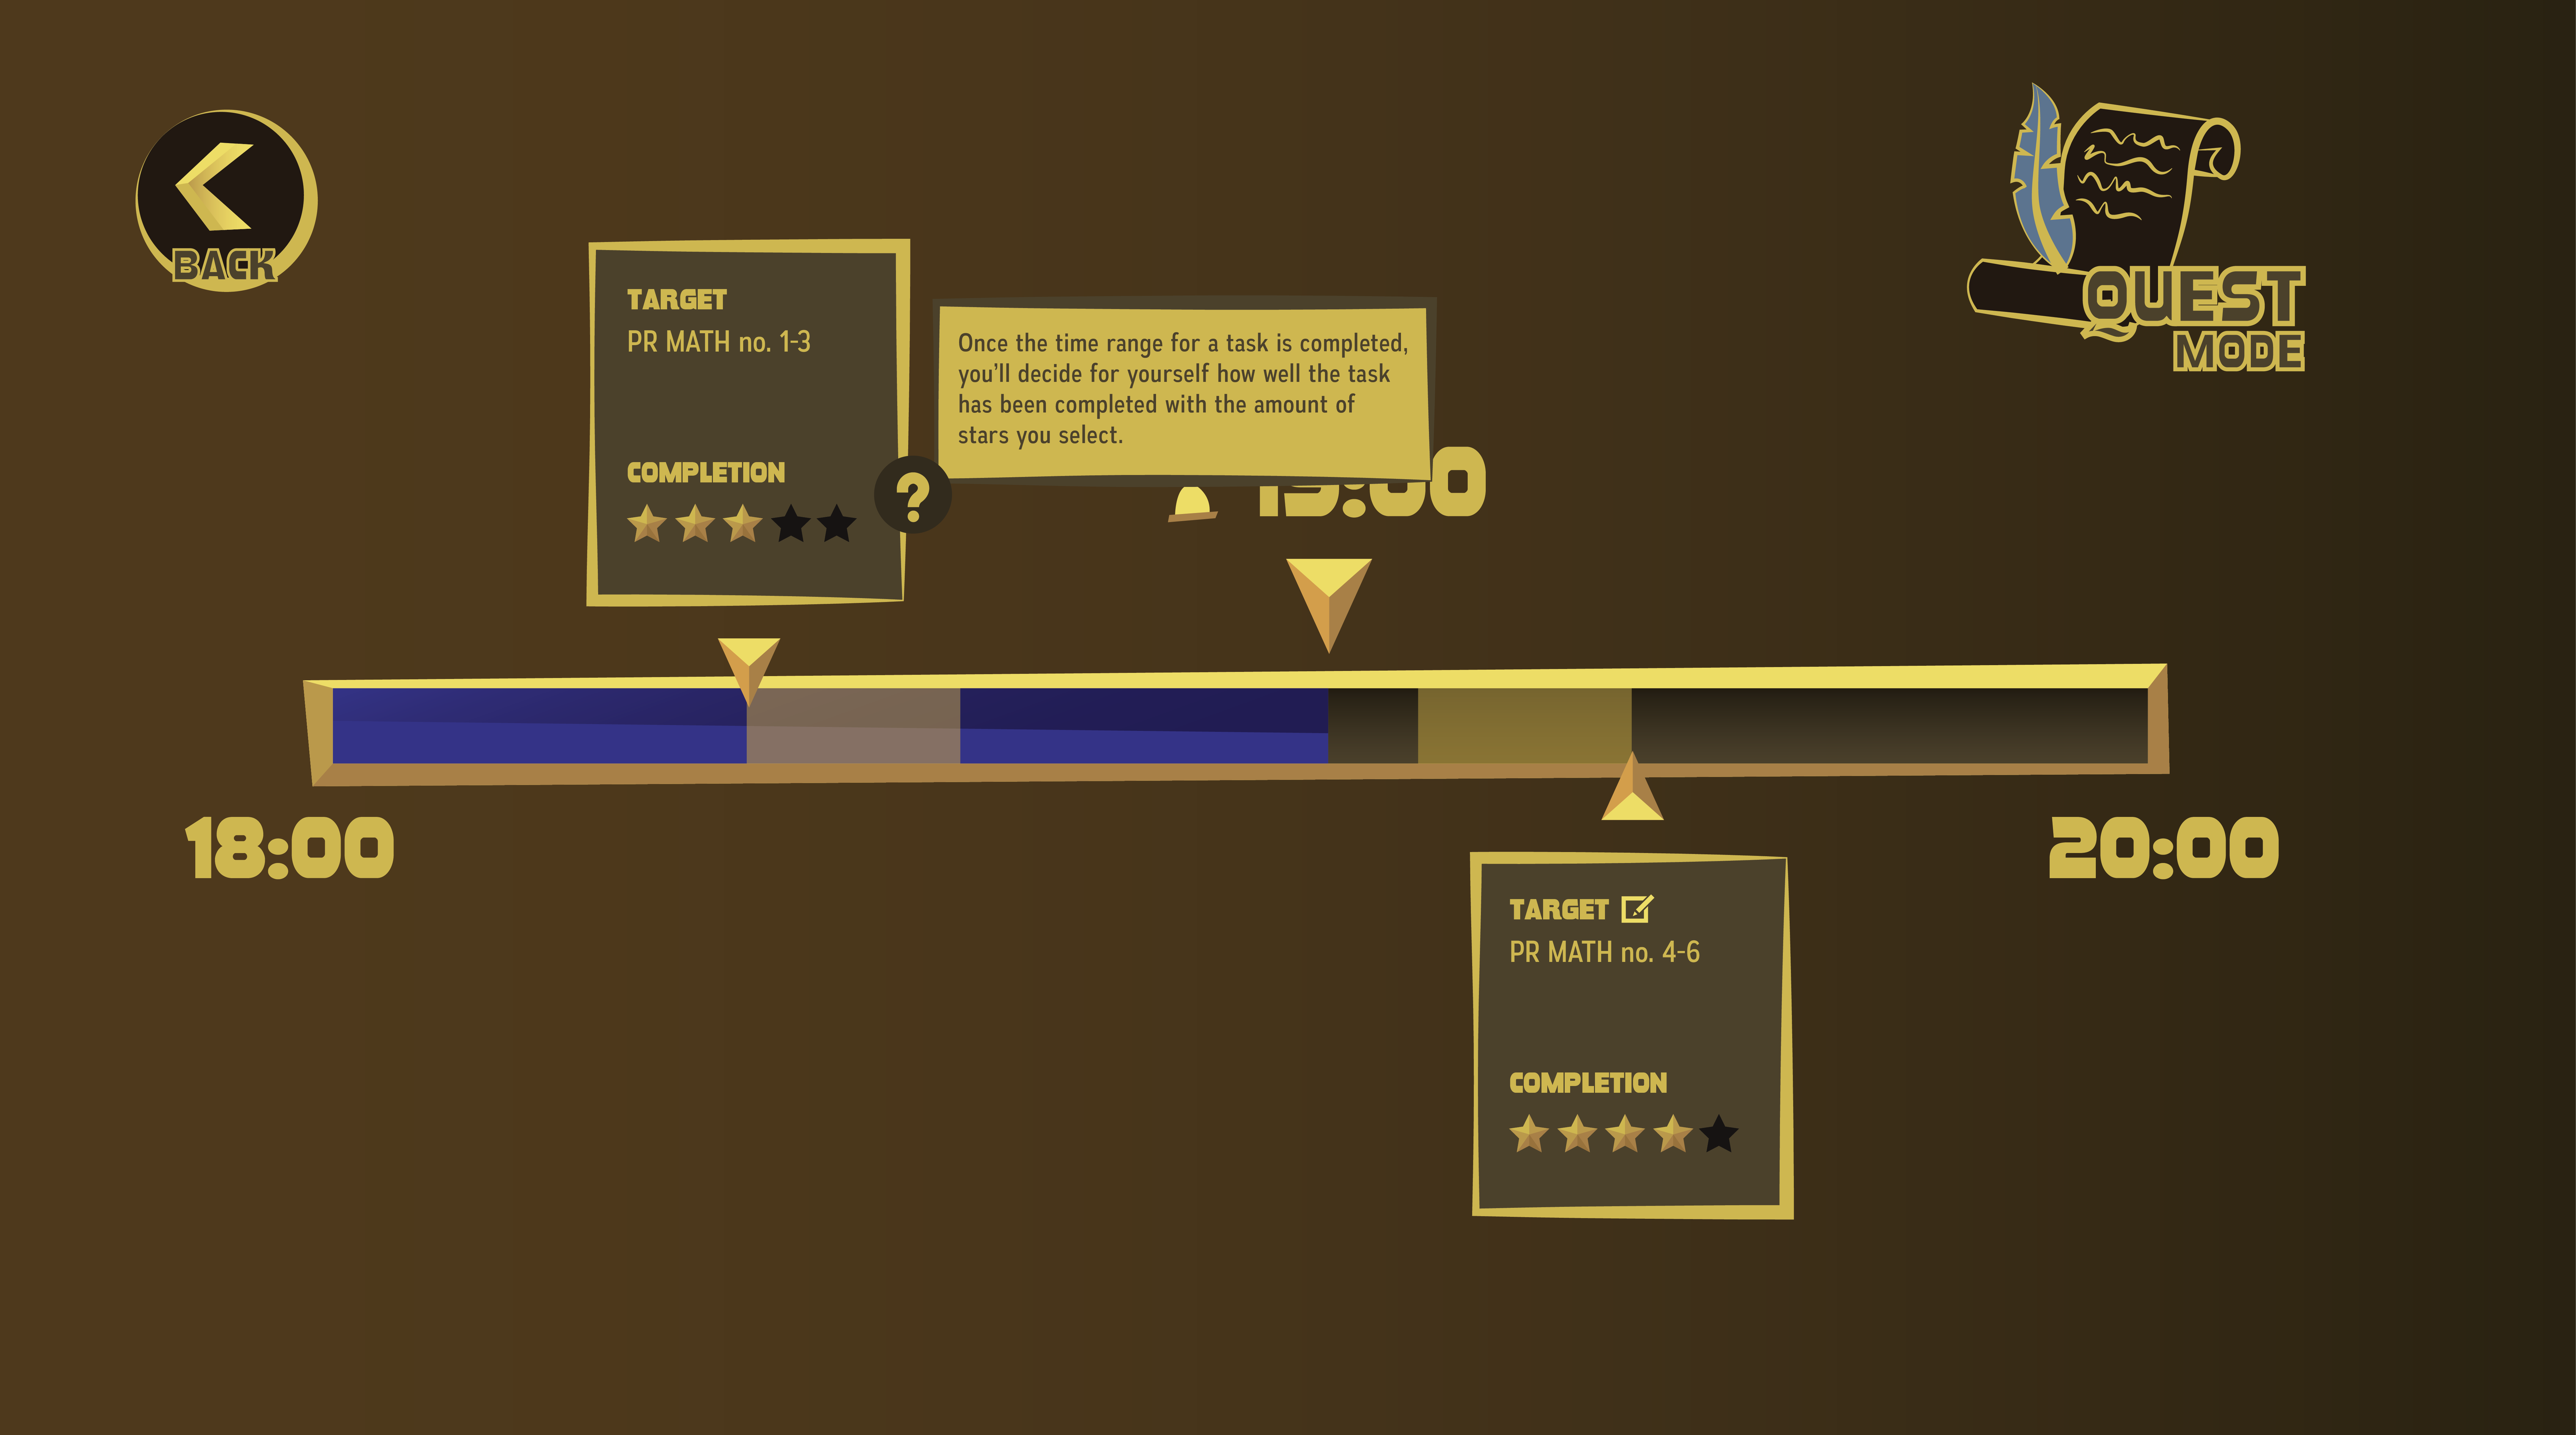 BACK
QUEST
MODE
TARGET
PR MATH no. 1-3
COMPLETION
?
Once the time range for a task is completed,
you'll decide for yourself how well the task
has been completed with the amount of
stars you select.
18:00
20:00
TARGET
PR MATH no. 4-6
COMPLETION